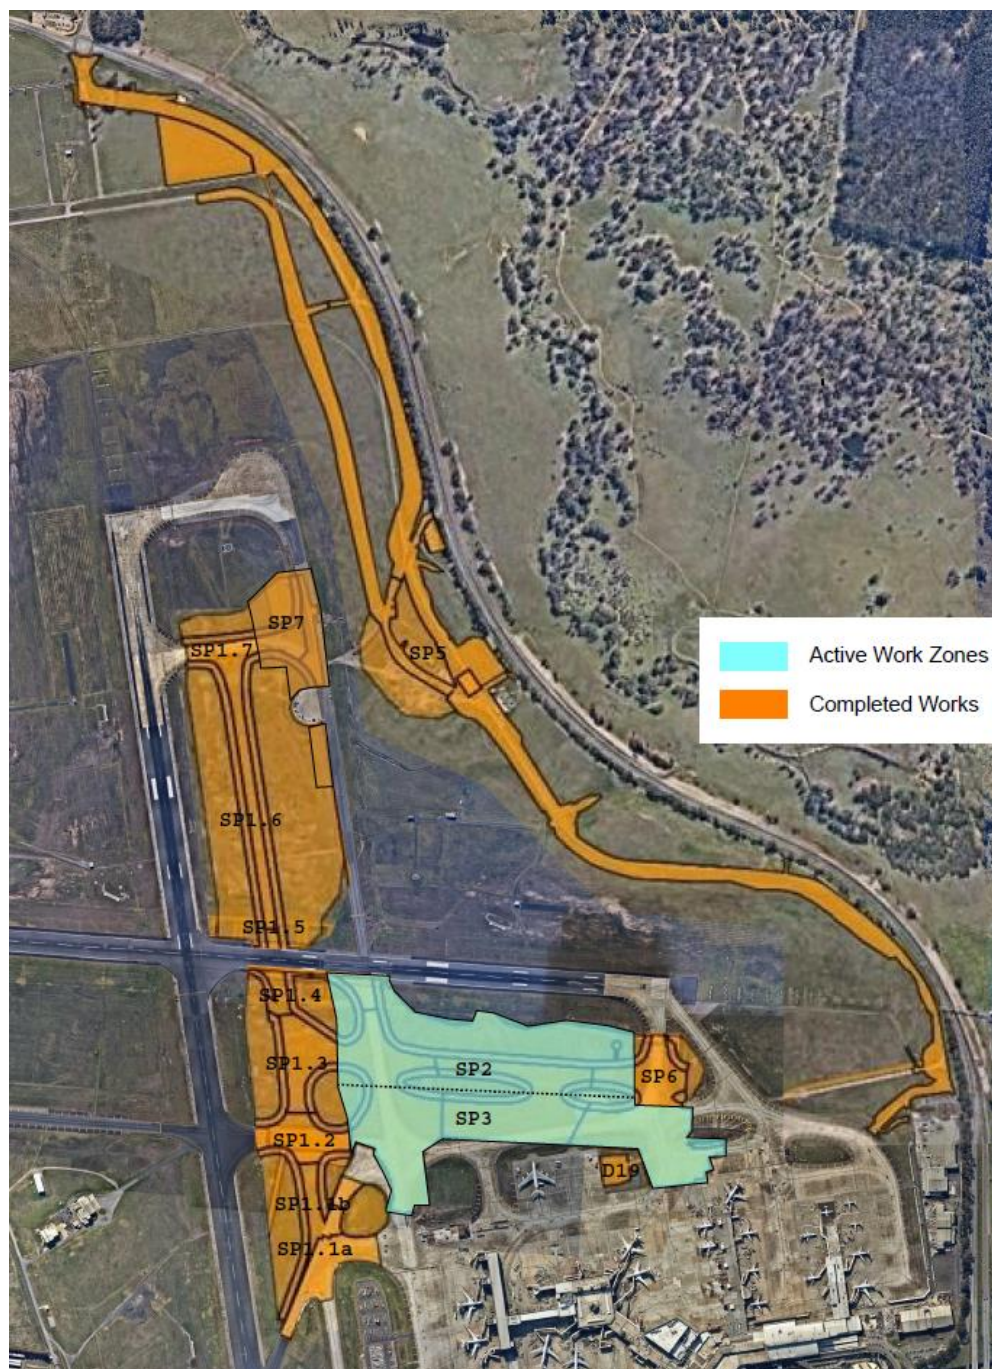 SP7
SP1.7
SP5
Active Work Zones
Completed Works
SP1.6
SP1.5
SP1.4
SP1.3
SP2
SP6
SP3
SP1.2
D19
SP1.1b
SP1.1a